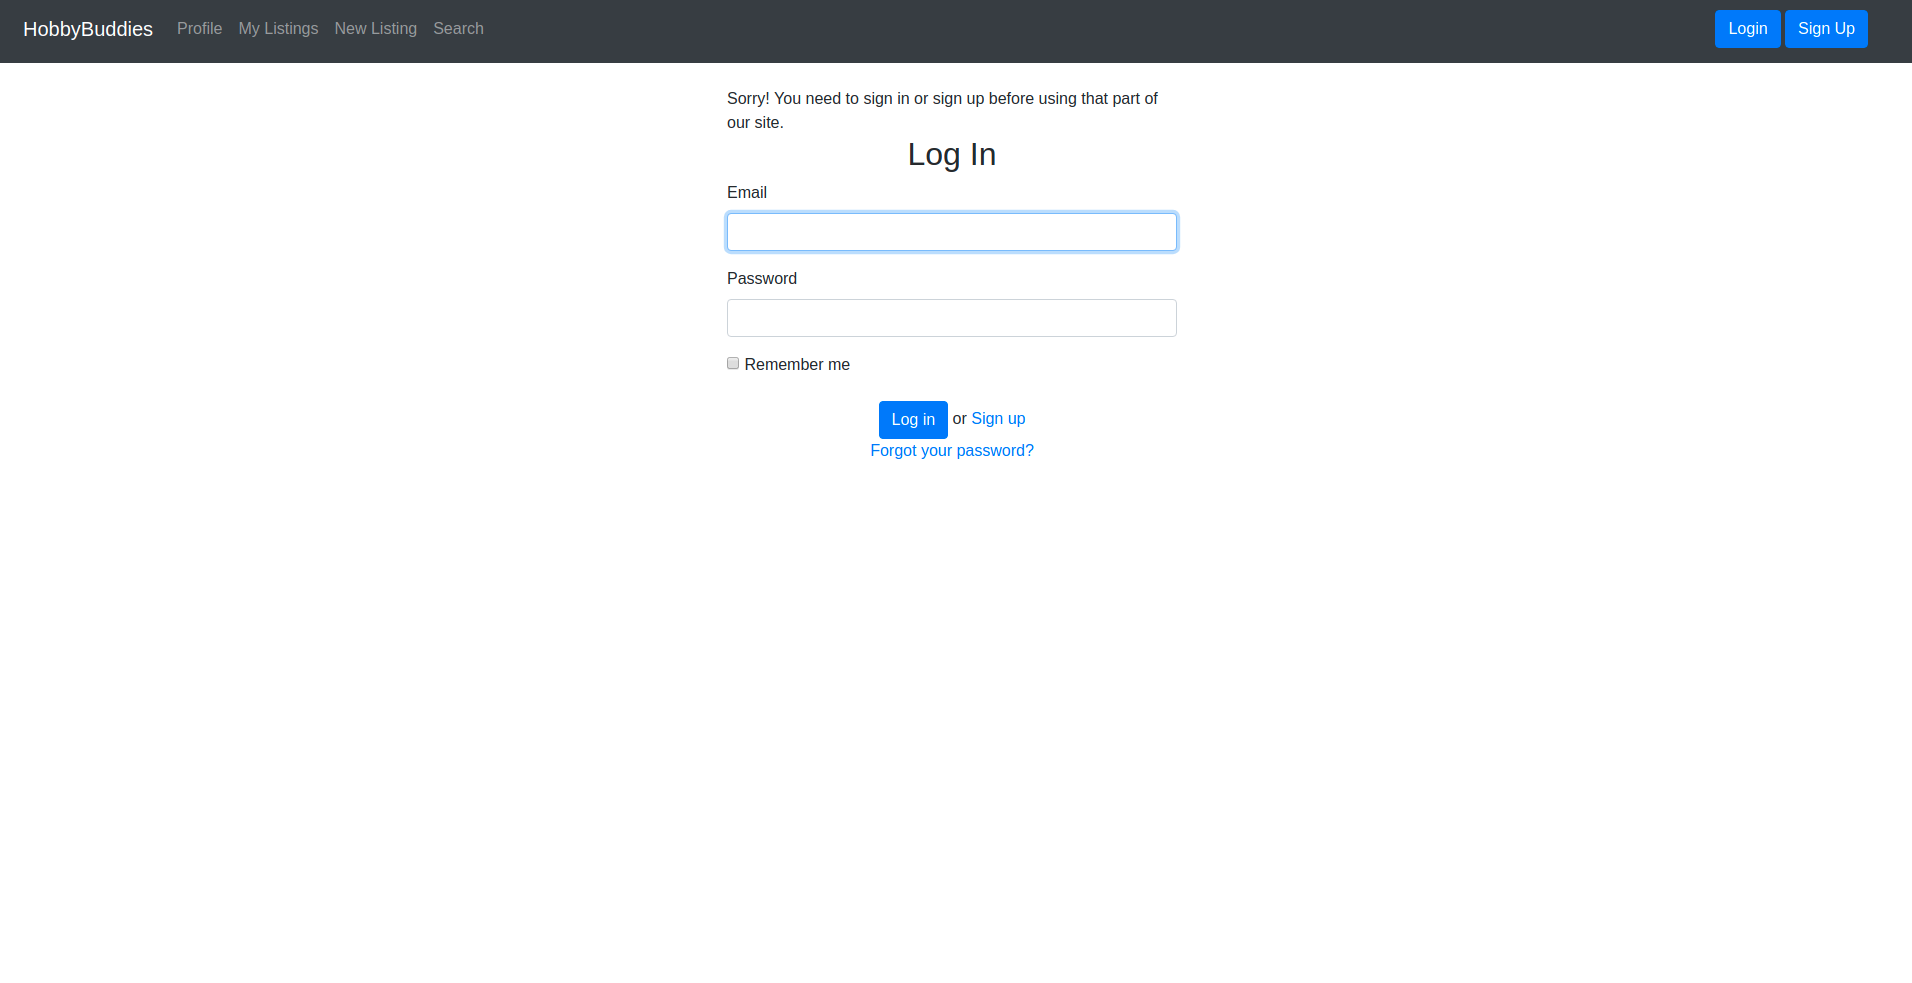 HobbyBuddies Profile My Listings New Listing Search Login Sign Up
Sorry! You need to sign in or sign up before using that part of
our site.
Log In
Email
Password
Remember me
Log in or Sign up
Forgot your password?